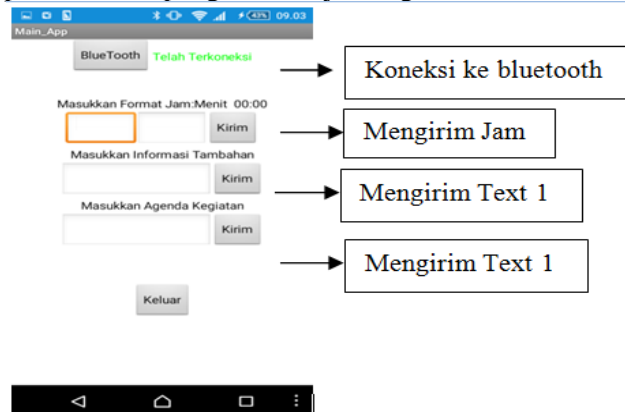 43% 09.03
Main_App
BlueTooth Telah Terkoneksi
Koneksi ke bluetooth
Masukkan Format Jam:Menit 00:00
Kirim
Mengirim Jam
Masukkan Informasi Tambahan
Kirim
Mengirim Text 1
Masukkan Agenda Kegiatan
Kirim
Mengirim Text 1
Keluar